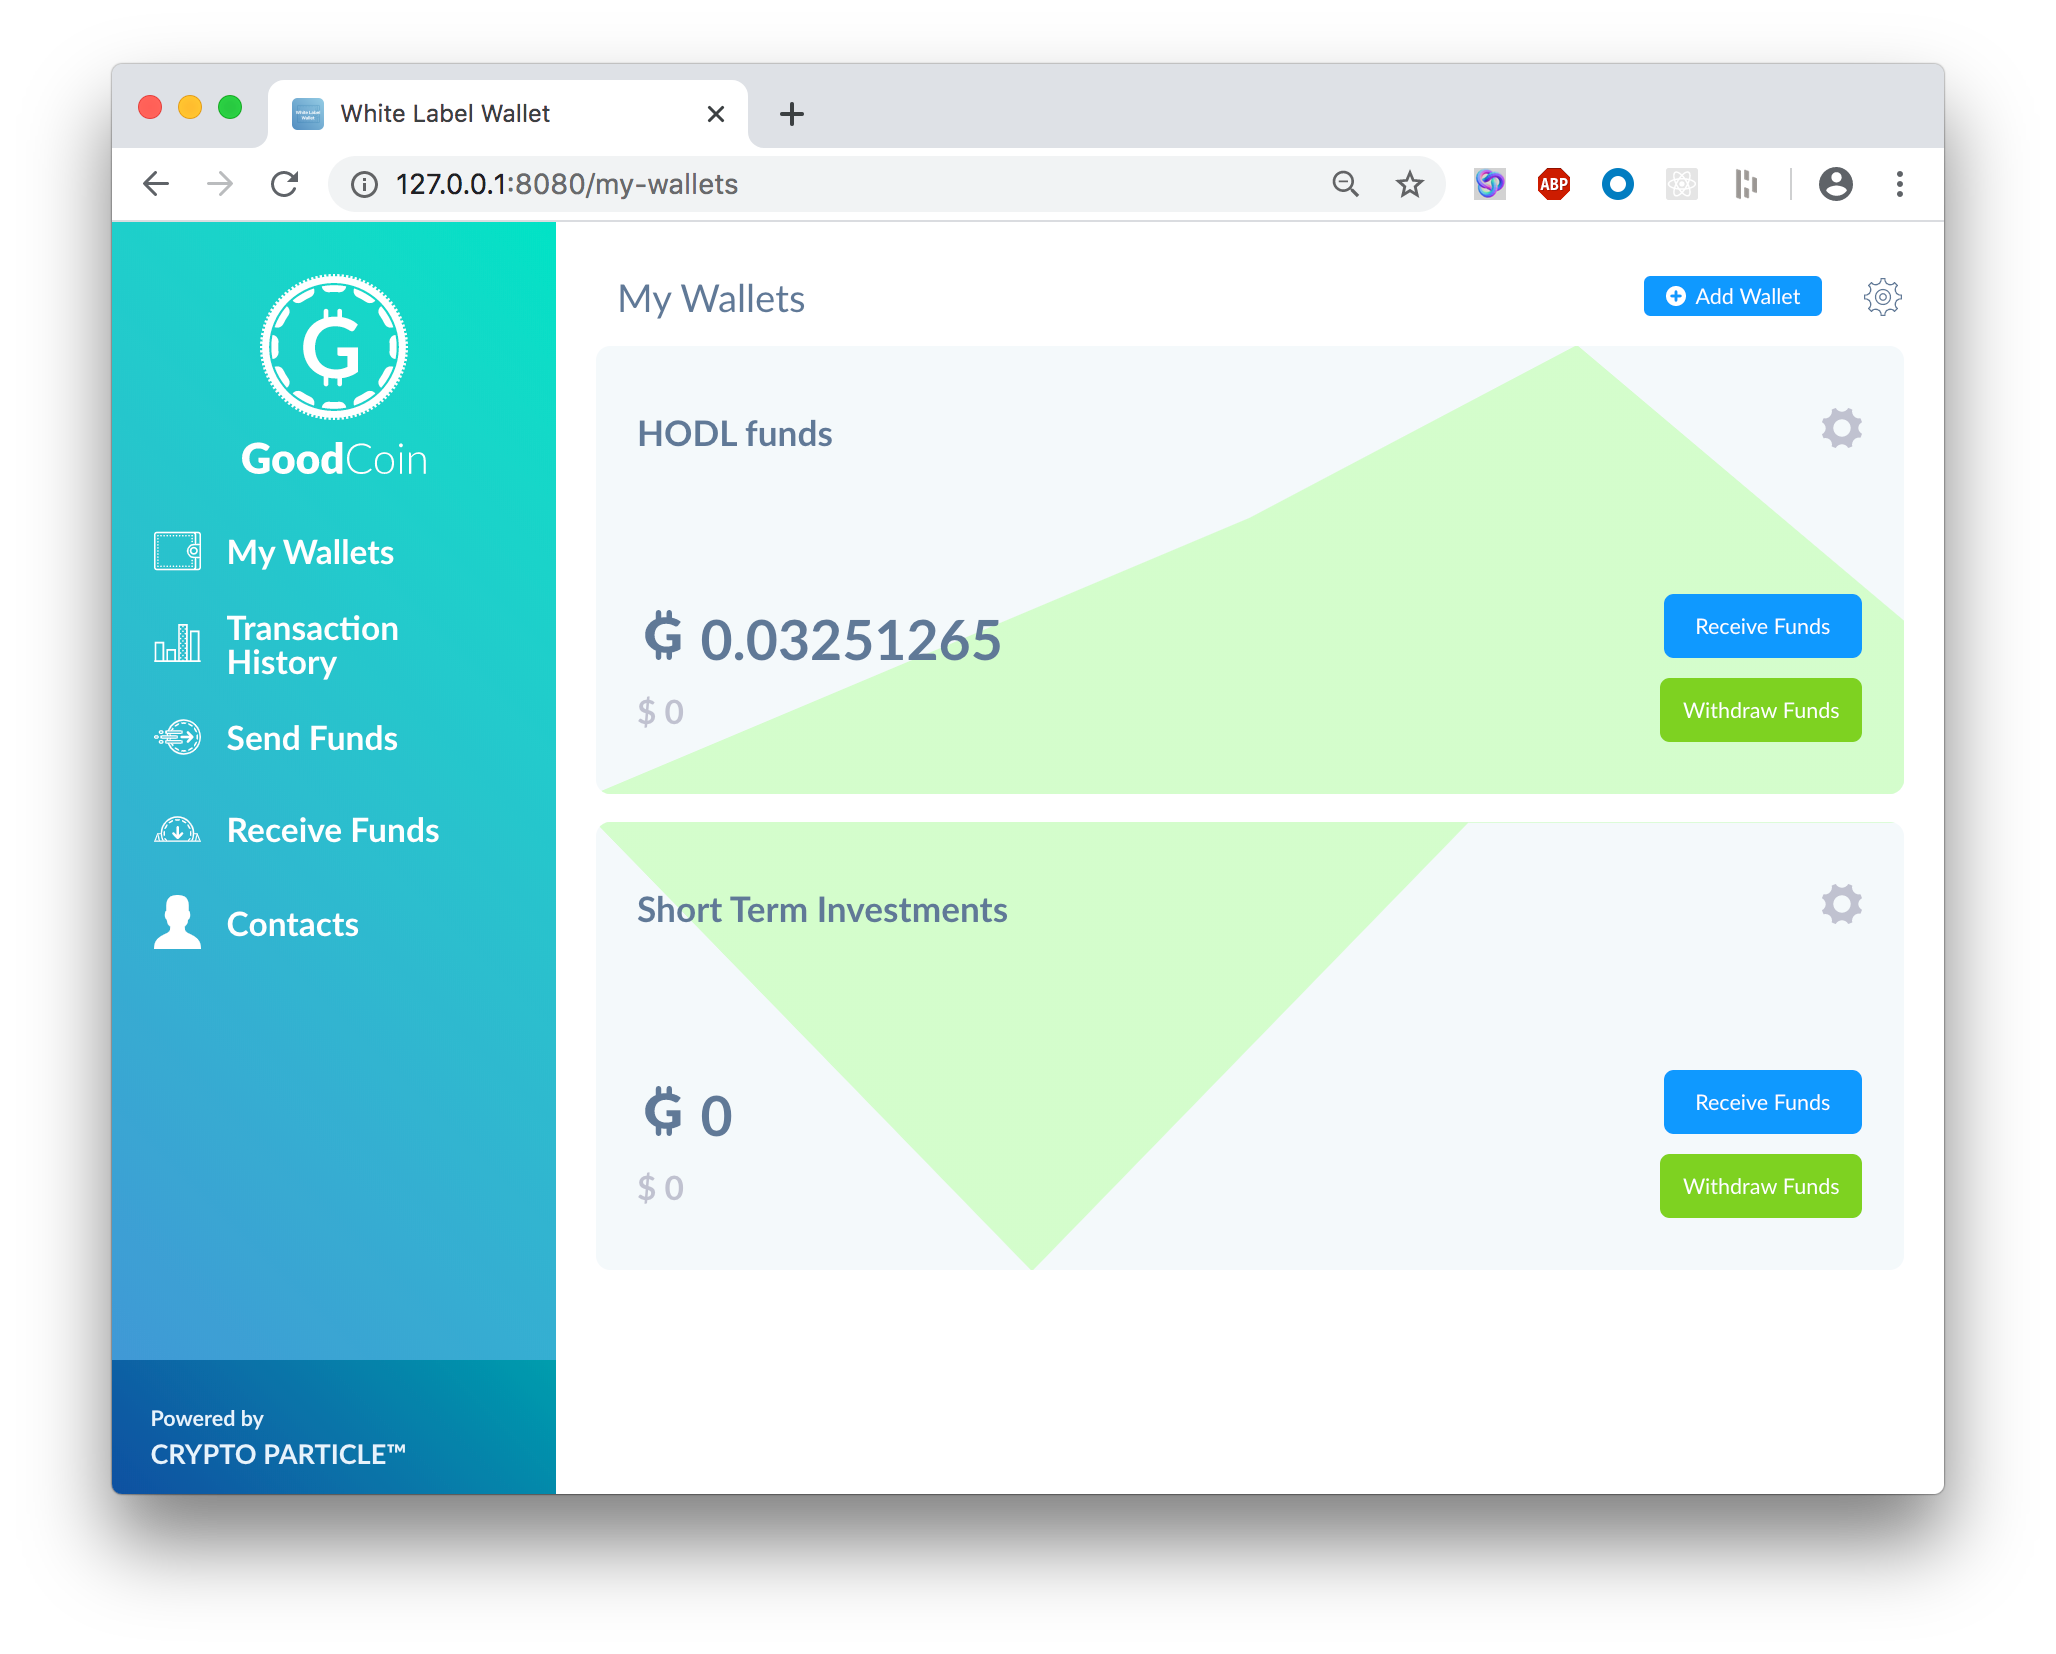 White Label Wallet
127.0.0.1:8080/my-wallets
ABP
GoodCoin
My Wallets
Transaction
History
Send Funds
Receive Funds
Contacts
Powered by
CRYPTO PARTICLE™
My Wallets
Add Wallet
HODL funds
0.03251265
$ 0
Receive Funds
Withdraw Funds
Short Term Investments
0
$ 0
Receive Funds
Withdraw Funds